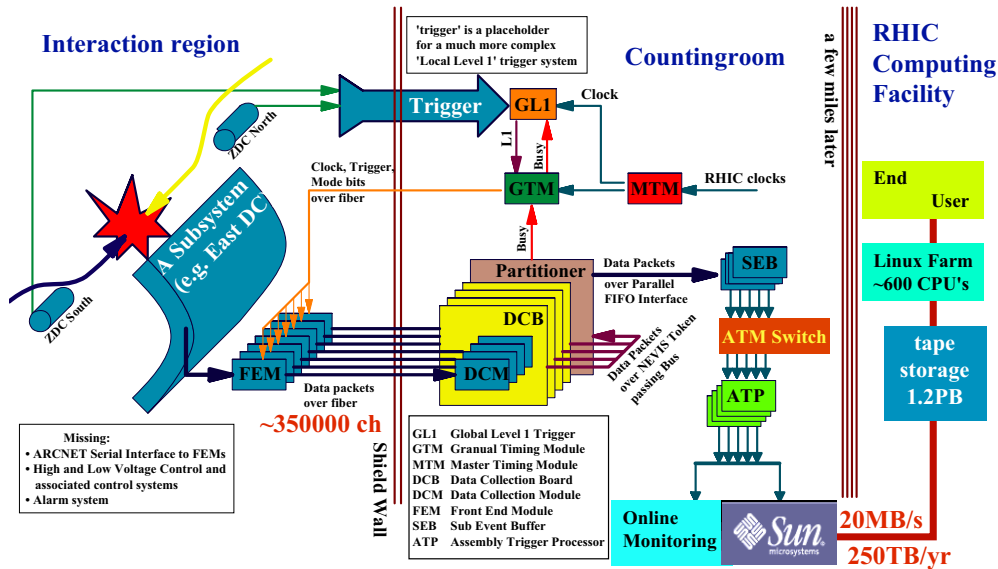 Interaction region
'trigger' is a placeholder
for a much more complex
'Local Level 1' trigger system
Countingroom
a few miles later
RHIC
Computing
Facility
ZDC North
Trigger
GL1
Clock
L1
Busy
Clock, Trigger,
Mode bits
over fiber
GTM
MTM
RHIC clocks
End
User
A Subsystem
(e.g. East DC)
Busy
Partitioner
Data Packets
over Parallel
FIFO Interface
SEB
Linux Farm
~600 CPU's
ZDC South
DCB
ATM Switch
Data Packets
over NEVIS Token
passing Bus
tape
storage
1.2PB
FEM
DCM
Data packets
over fiber
ATP
~350000 ch
Missing:
• ARCNET Serial Interface to FEMs
• High and Low Voltage Control and
associated control systems
• Alarm system
Shield Wall
GL1 Global Level 1 Trigger
GTM Granual Timing Module
MTM Master Timing Module
DCB Data Collection Board
DCM Data Collection Module
FEM Front End Module
SEB Sub Event Buffer
ATP Assembly Trigger Processor
Online
Monitoring
Sun
microsystems
20MB/s
250TB/yr